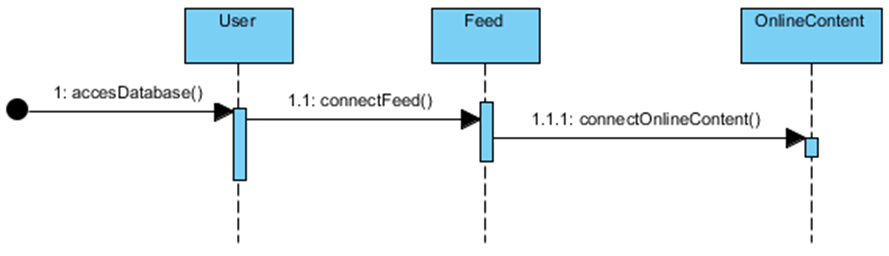 User
Feed
OnlineContent
1: accesDatabase()
1.1: connectFeed()
1.1.1: connectOnlineContent()